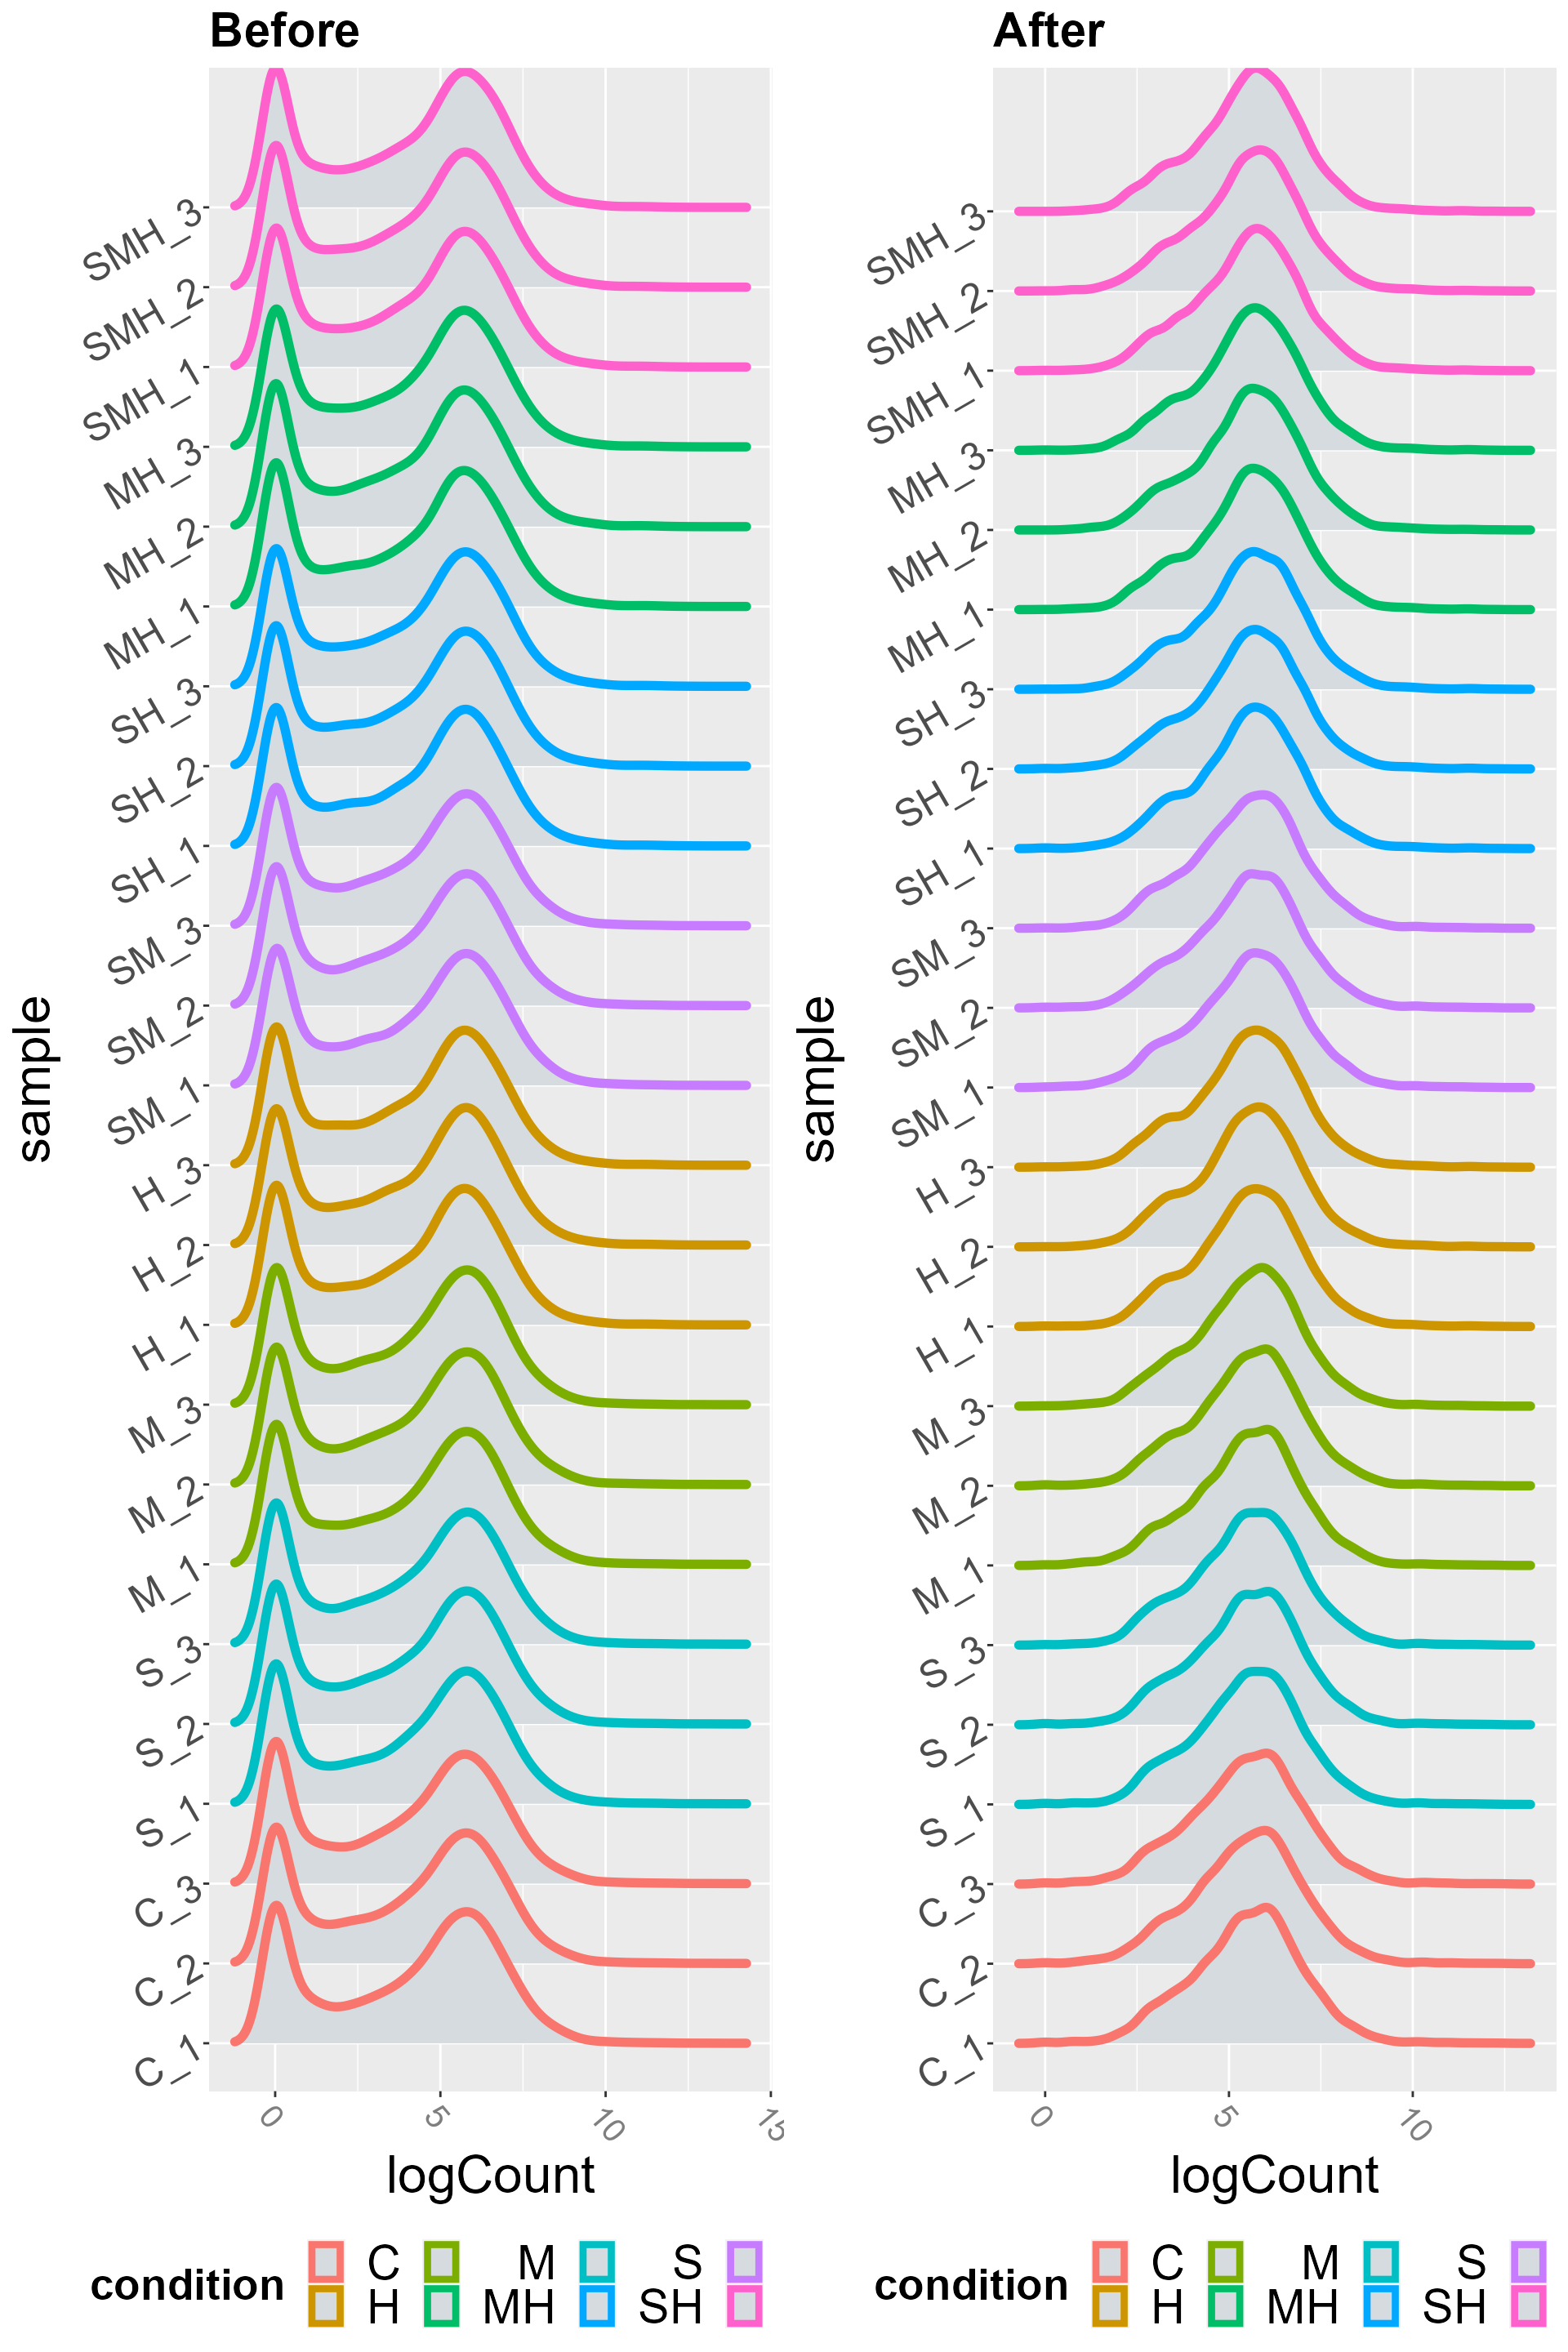 Before
sample
SMH_3
SMH_2
SMH_1
MH_3
MH_2
MH_1
SH_3
SH_2
SH_1
SM_3
SM_2
SM_1
H_3
H_2
H_1
M_3
M_2
M_1
S_3
S_2
S_1
C_3
C_2
C_1
0 5 10 15
logCount
condition
C M S
H MH SH
After
sample
SMH_3
SMH_2
SMH_1
MH_3
MH_2
MH_1
SH_3
SH_2
SH_1
SM_3
SM_2
SM_1
H_3
H_2
H_1
M_3
M_2
M_1
S_3
S_2
S_1
C_3
C_2
C_1
0 5 10
logCount
condition
C M S
H MH SH